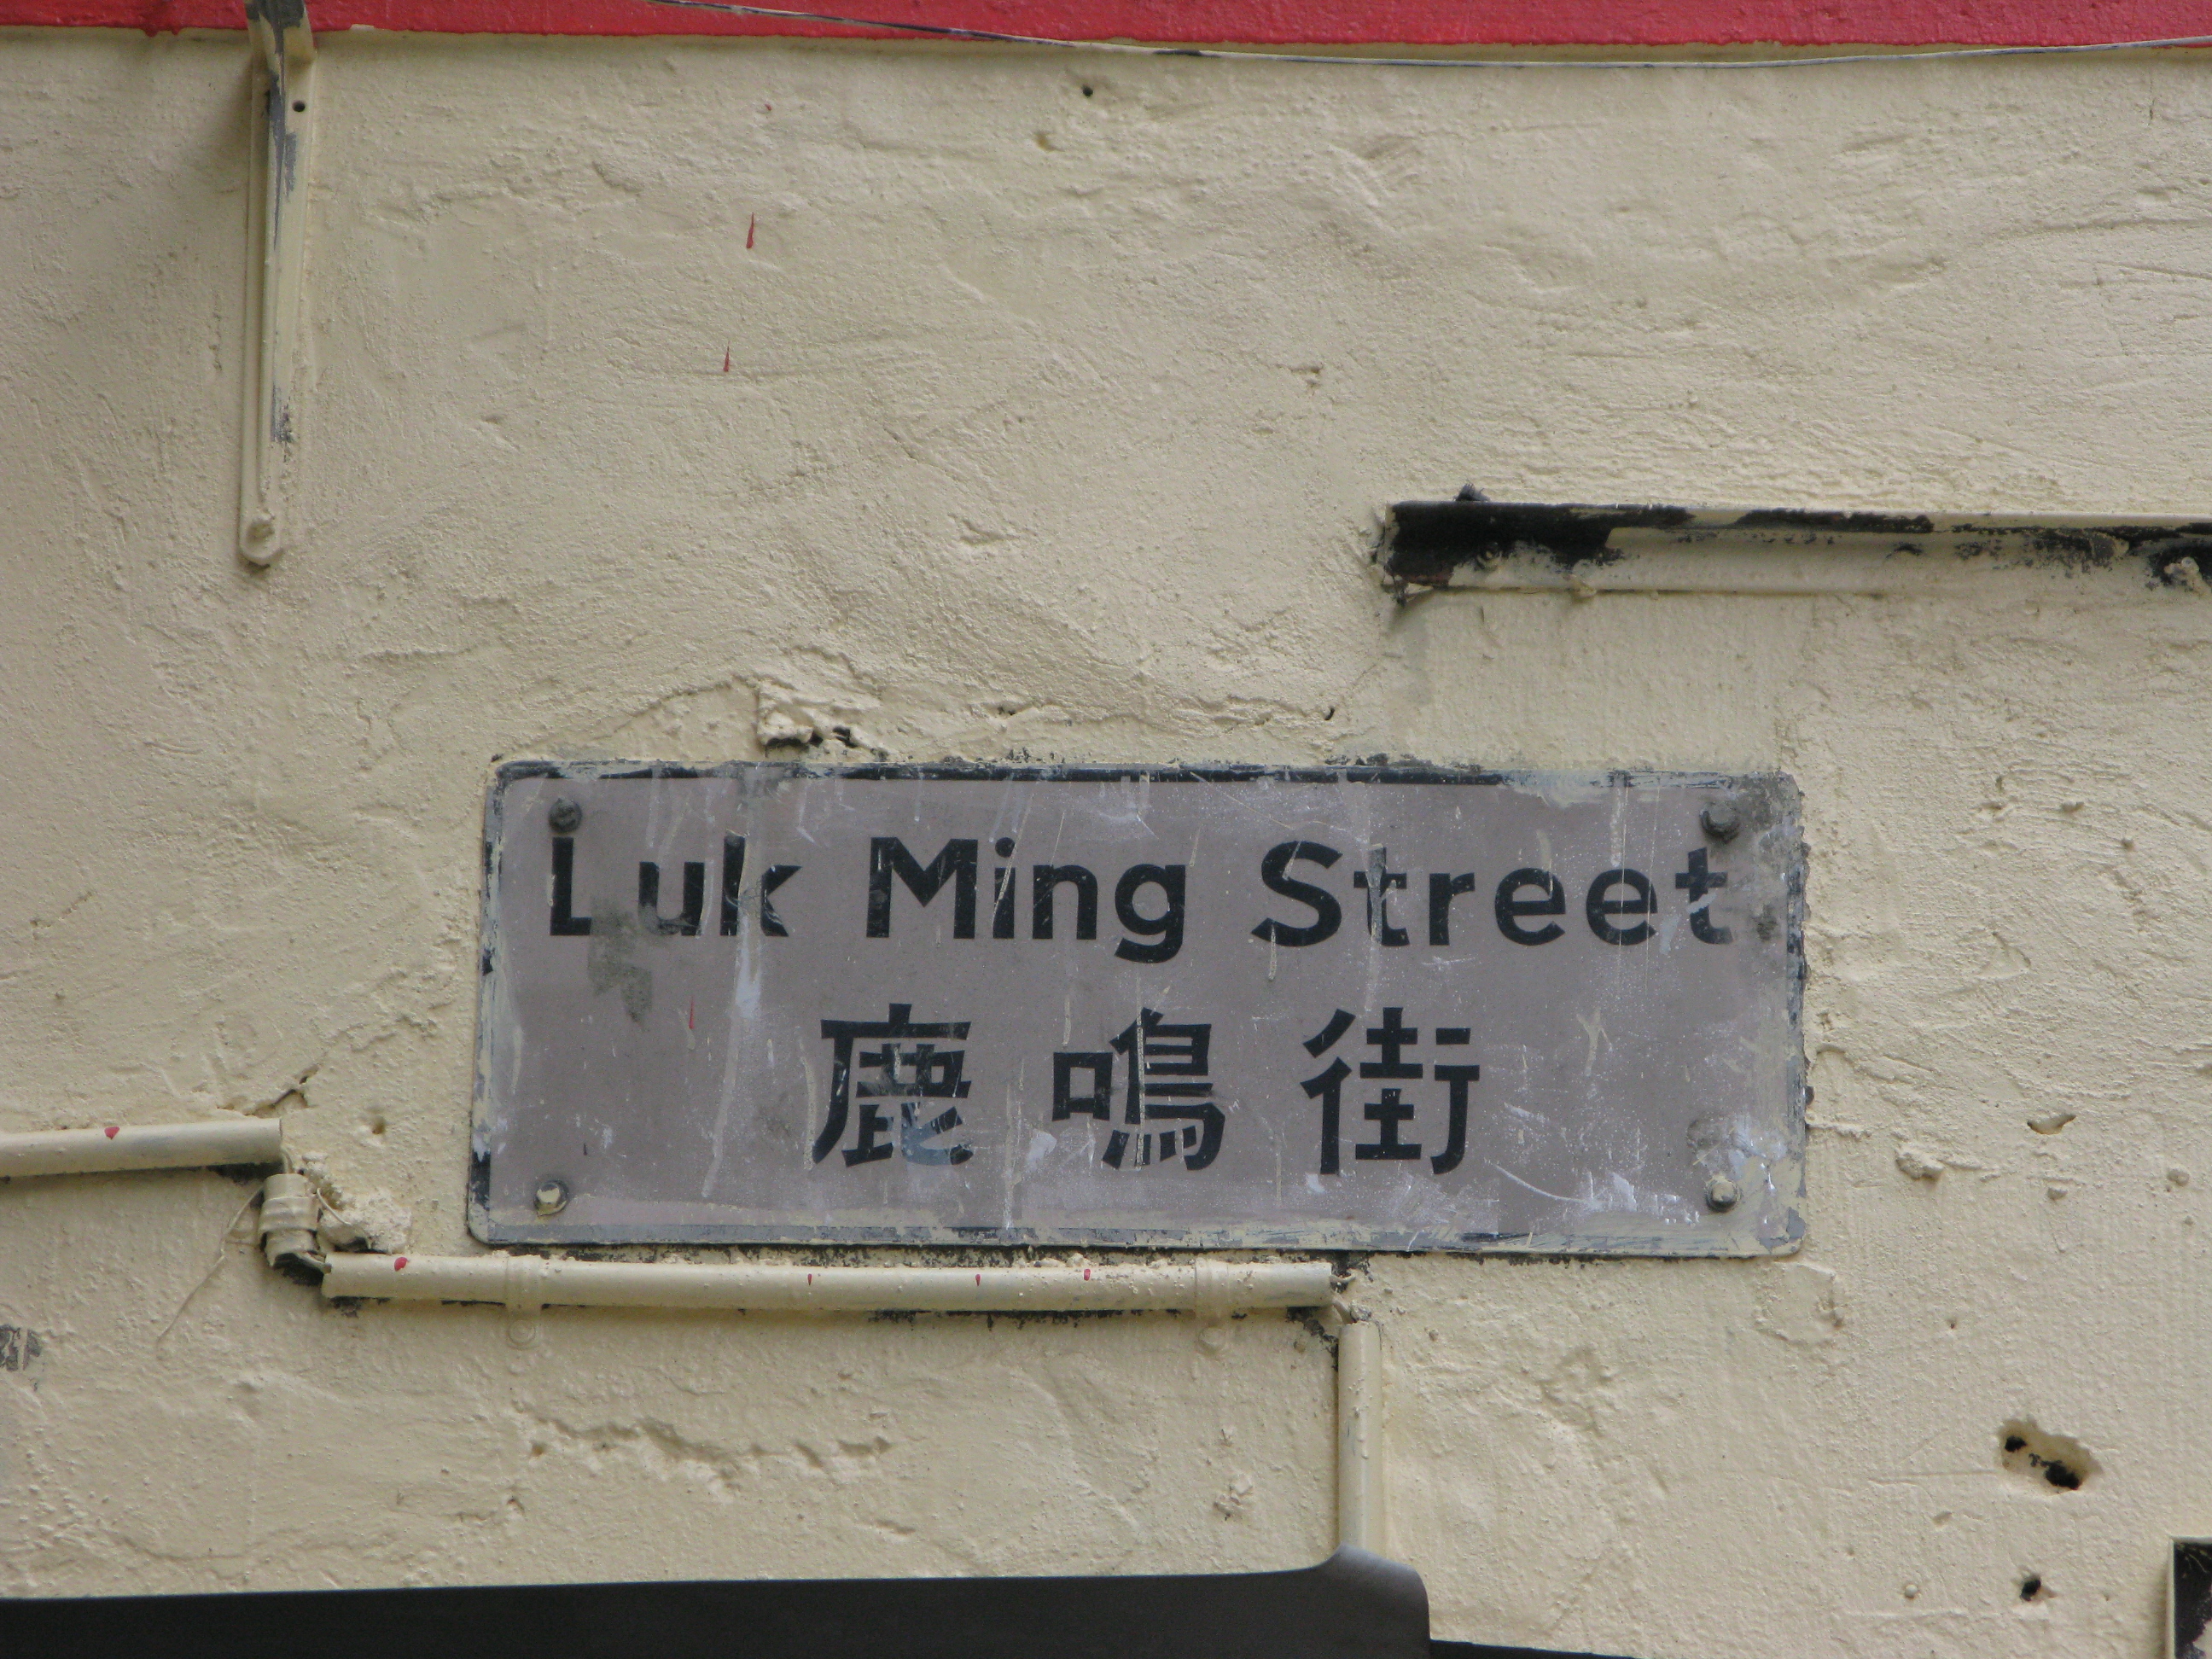 Luk Ming Street
鹿鳴街